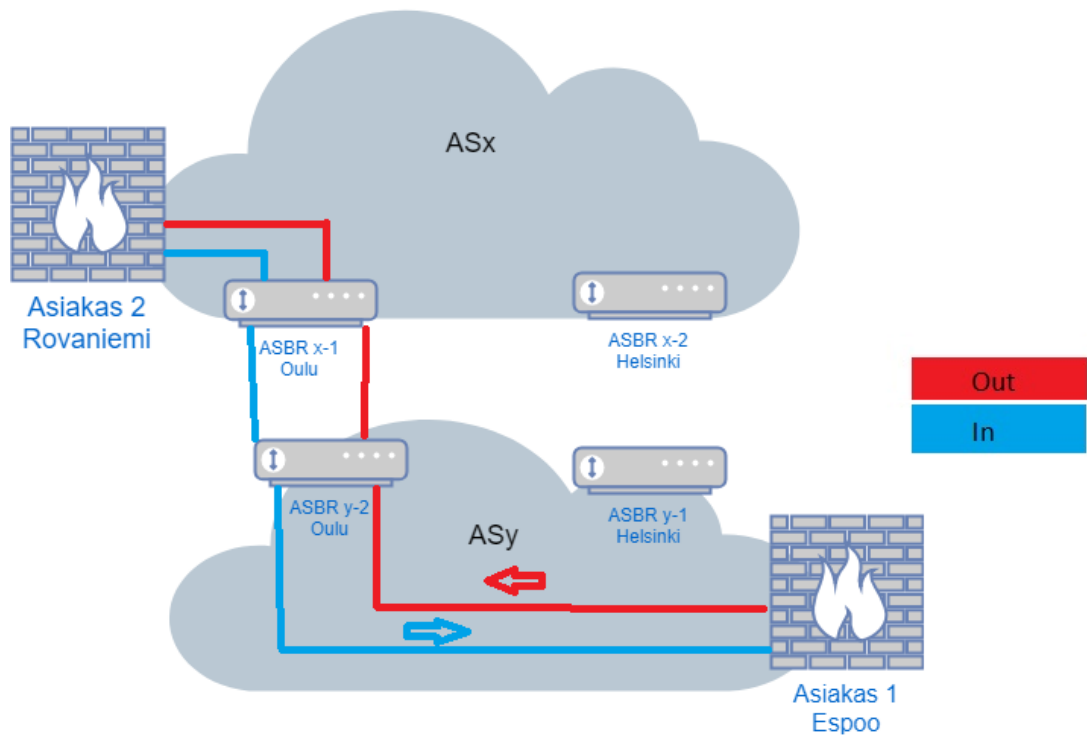 ASx
Asiakas 2
Rovaniemi
ASBR x-1
Oulu
ASBR x-2
Helsinki
Out
In
ASBR y-2
Oulu
ASBR y-1
Helsinki
ASy
Asiakas 1
Espoo